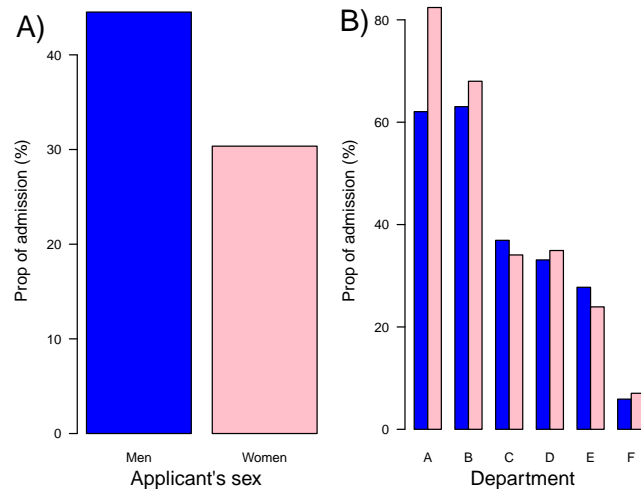 A)
Prop of admission (%)
40
30
20
10
0
Men
Women
Applicant's sex
B)
Prop of admission (%)
80
60
40
20
0
A
B
C
D
E
F
Department